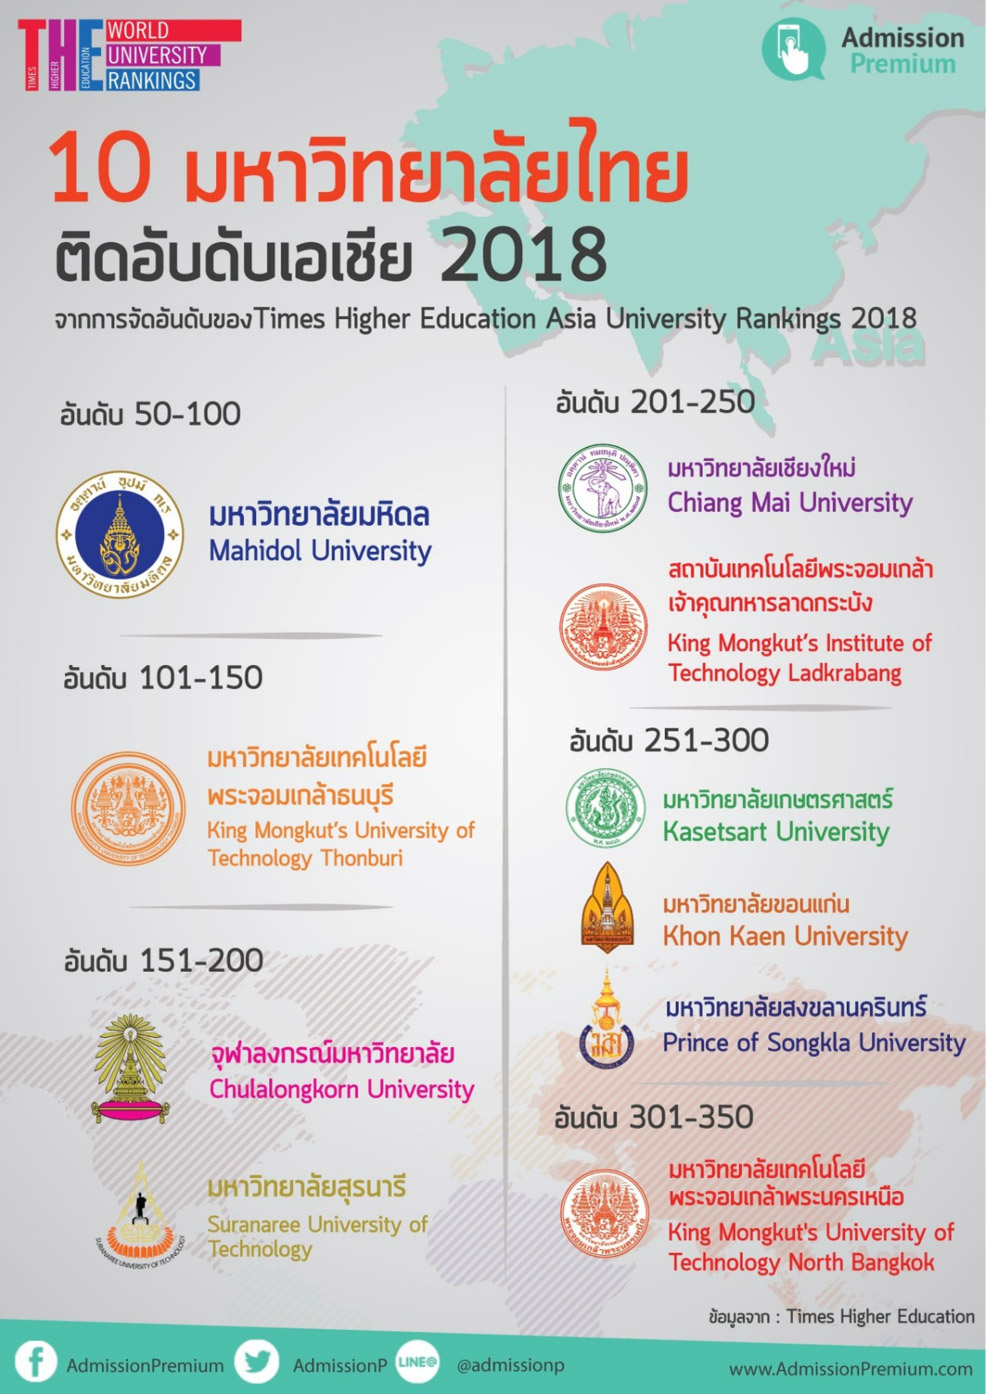 TIMES HIGHER EDUCATION
WORLD
UNIVERSITY
RANKINGS
Admission
Premium
10 มหาวิทยาลัยไทย
ติดอันดับเอเชีย 2018
จากการจัดอันดับของTimes Higher Education Asia University Rankings 2018
Asia
อันดับ 50-100
มหาวิทยาลัยมหิดล
Mahidol University
อันดับ 101-150
มหาวิทยาลัยเทคโนโลยี
พระจอมเกล้าธนบุรี
King Mongkut's University of
Technology Thonburi
อันดับ 151-200
จุฬาลงกรณ์มหาวิทยาลัย
Chulalongkorn University
มหาวิทยาลัยสุรนารี
Suranaree University of
Technology
SURANAREE UNIVERSITY OF TECHNOLOGY
อันดับ 201-250
มหาวิทยาลัยเชียงใหม่
Chiang Mai University
สถาบันเทคโนโลยีพระจอมเกล้า
เจ้าคุณทหารลาดกระบัง
King Mongkut's Institute of
Technology Ladkrabang
อันดับ 251-300
มหาวิทยาลัยเกษตรศาสตร์
Kasetsart University
มหาวิทยาลัยขอนแก่น
Khon Kaen University
มหาวิทยาลัยสงขลานครินทร์
Prince of Songkla University
อันดับ 301-350
มหาวิทยาลัยเทคโนโลยี
พระจอมเกล้าพระนครเหนือ
King Mongkut's University of
Technology North Bangkok
ข้อมูลจาก : Times Higher Education
AdmissionPremium
AdmissionP
LINE@
@admissionp
www.AdmissionPremium.com